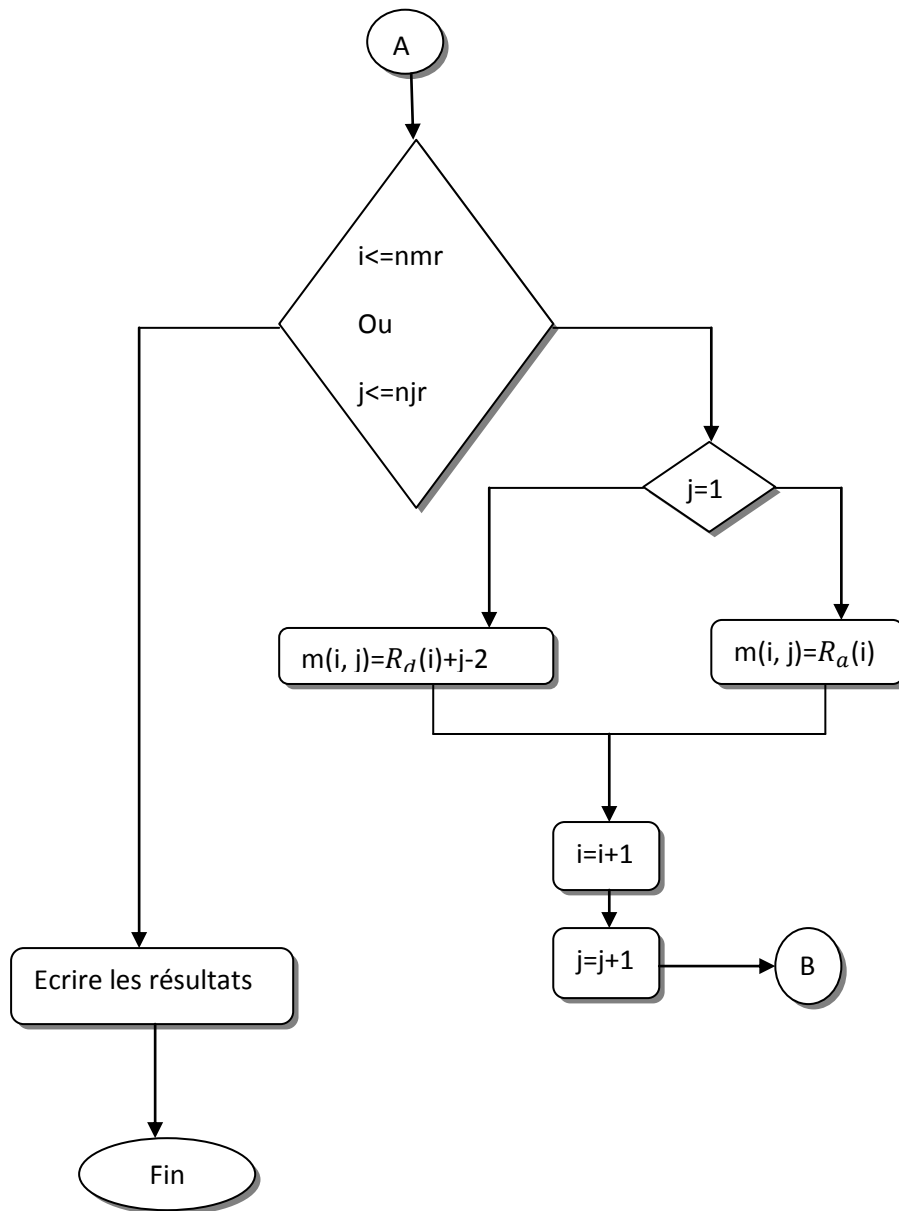 A
i<=nmr
Ou
j<=njr
j=1
m(i, j)=R_d(i)+j-2
m(i, j)=R_a(i)
i=i+1
j=j+1
B
Ecrire les résultats
Fin